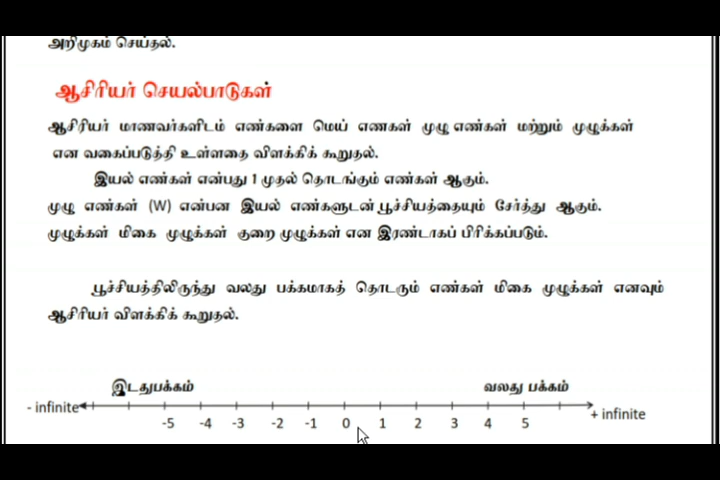 அறிமுகம் செய்தல்.
ஆசிரியர் செயல்பாடுகள்
ஆசிரியர் மாணவர்களிடம் எண்களை மெய் எணகள் முழு எண்கள் மற்றும் முழுக்கள்
என வகைப்படுத்தி உள்ளதை விளக்கிக் கூறுதல்.
இயல் எண்கள் என்பது 1 முதல் தொடங்கும் எண்கள் ஆகும்.
முழு எண்கள் (W) என்பன இயல் எண்களுடன் பூச்சியத்தையும் சேர்த்து ஆகும்.
முழுக்கள் மிகை முழுக்கள் குறை முழுக்கள் என இரண்டாகப் பிரிக்கப்படும்.
பூச்சியத்திலிருந்து வலது பக்கமாகத் தொடரும் எண்கள் மிகை முழுக்கள் எனவும்
ஆசிரியர் விளக்கிக் கூறுதல்.
இடதுபக்கம் வலது பக்கம்
- infinite + infinite
-5 -4 -3 -2 -1 0 1 2 3 4 5